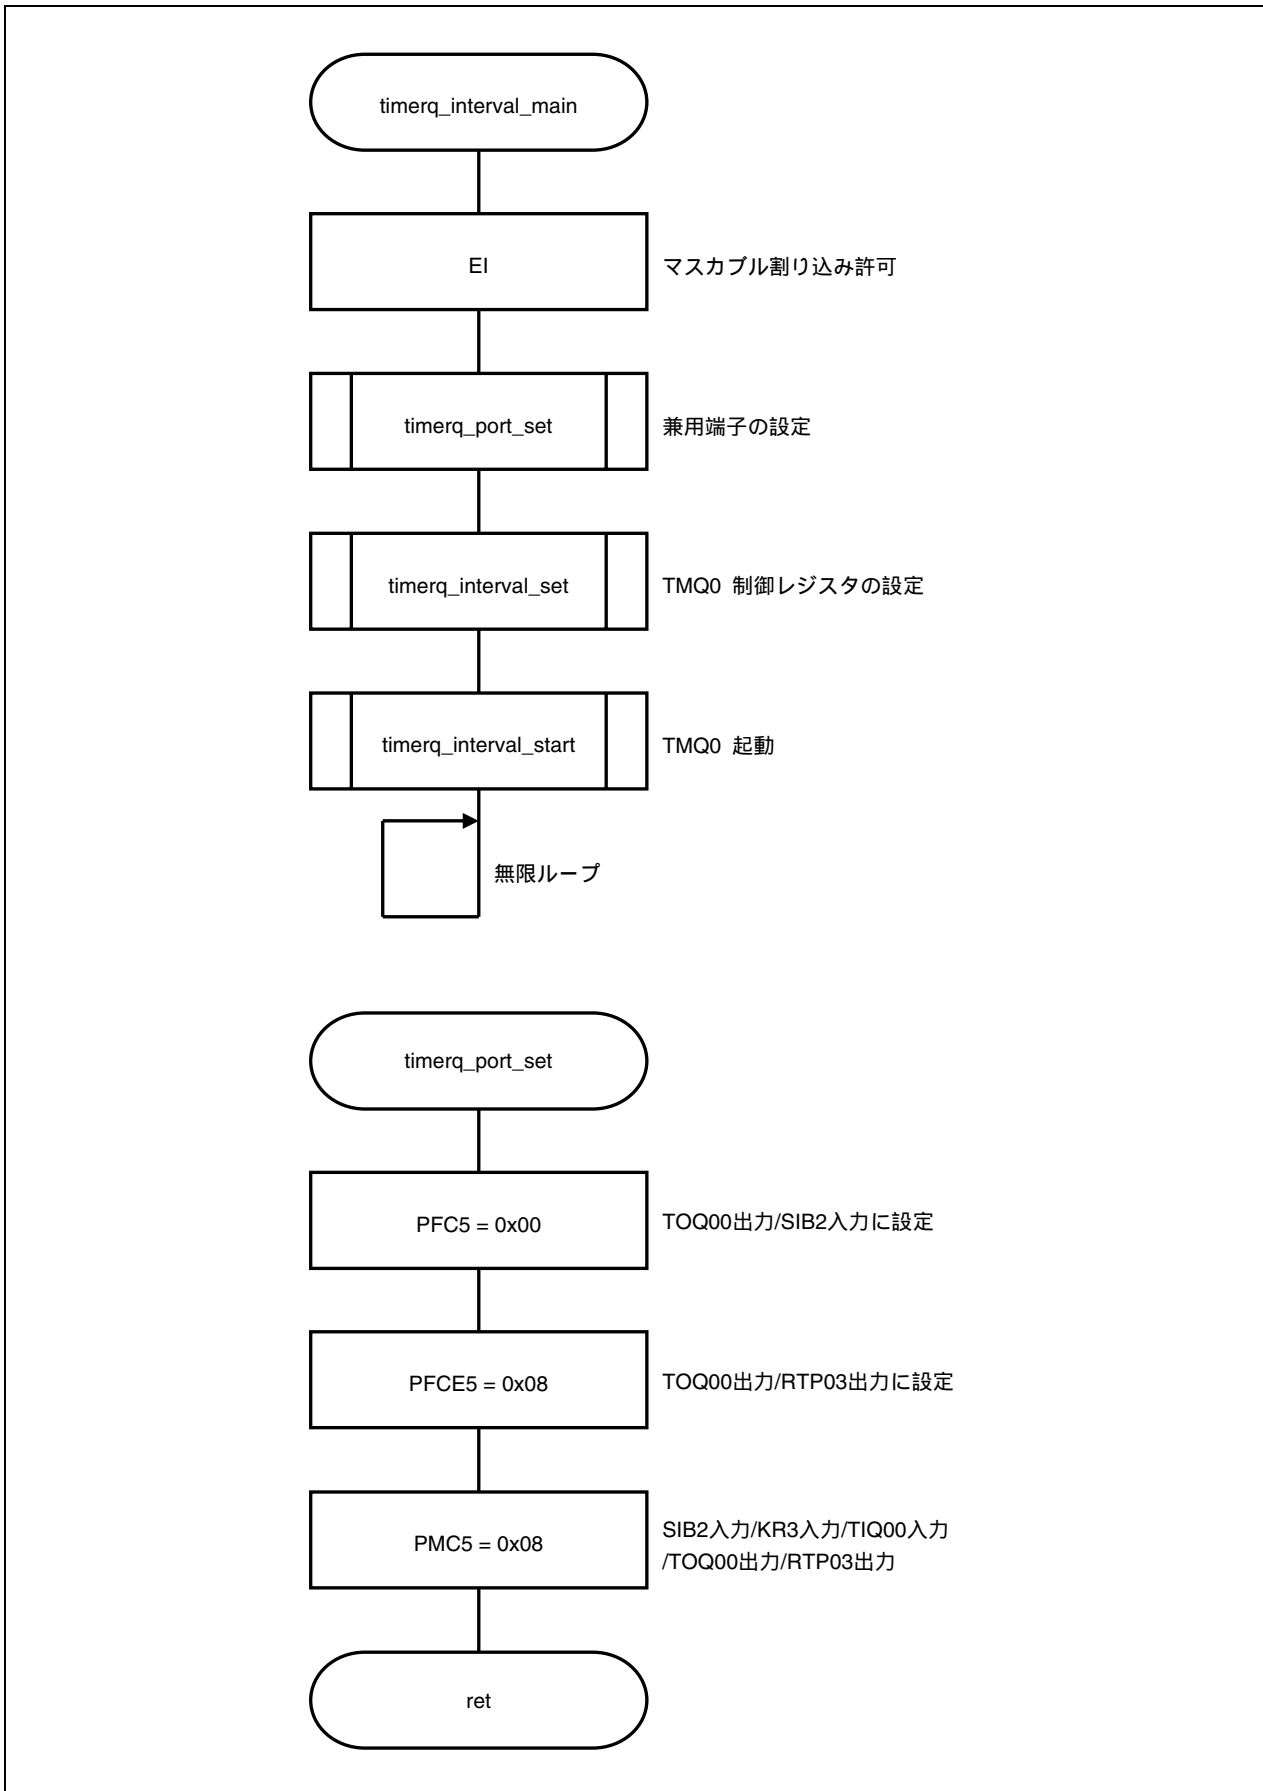 timerq_interval_main
EI
マスカブル割り込み許可
timerq_port_set
兼用端子の設定
timerq_interval_set
TMQ0 制御レジスタの設定
timerq_interval_start
TMQ0 起動
無限ループ
timerq_port_set
PFC5 = 0x00
TOQ00出力/SIB2入力に設定
PFCE5 = 0x08
TOQ00出力/RTP03出力に設定
PMC5 = 0x08
SIB2入力/KR3入力/TIQ00入力
/TOQ00出力/RTP03出力
ret